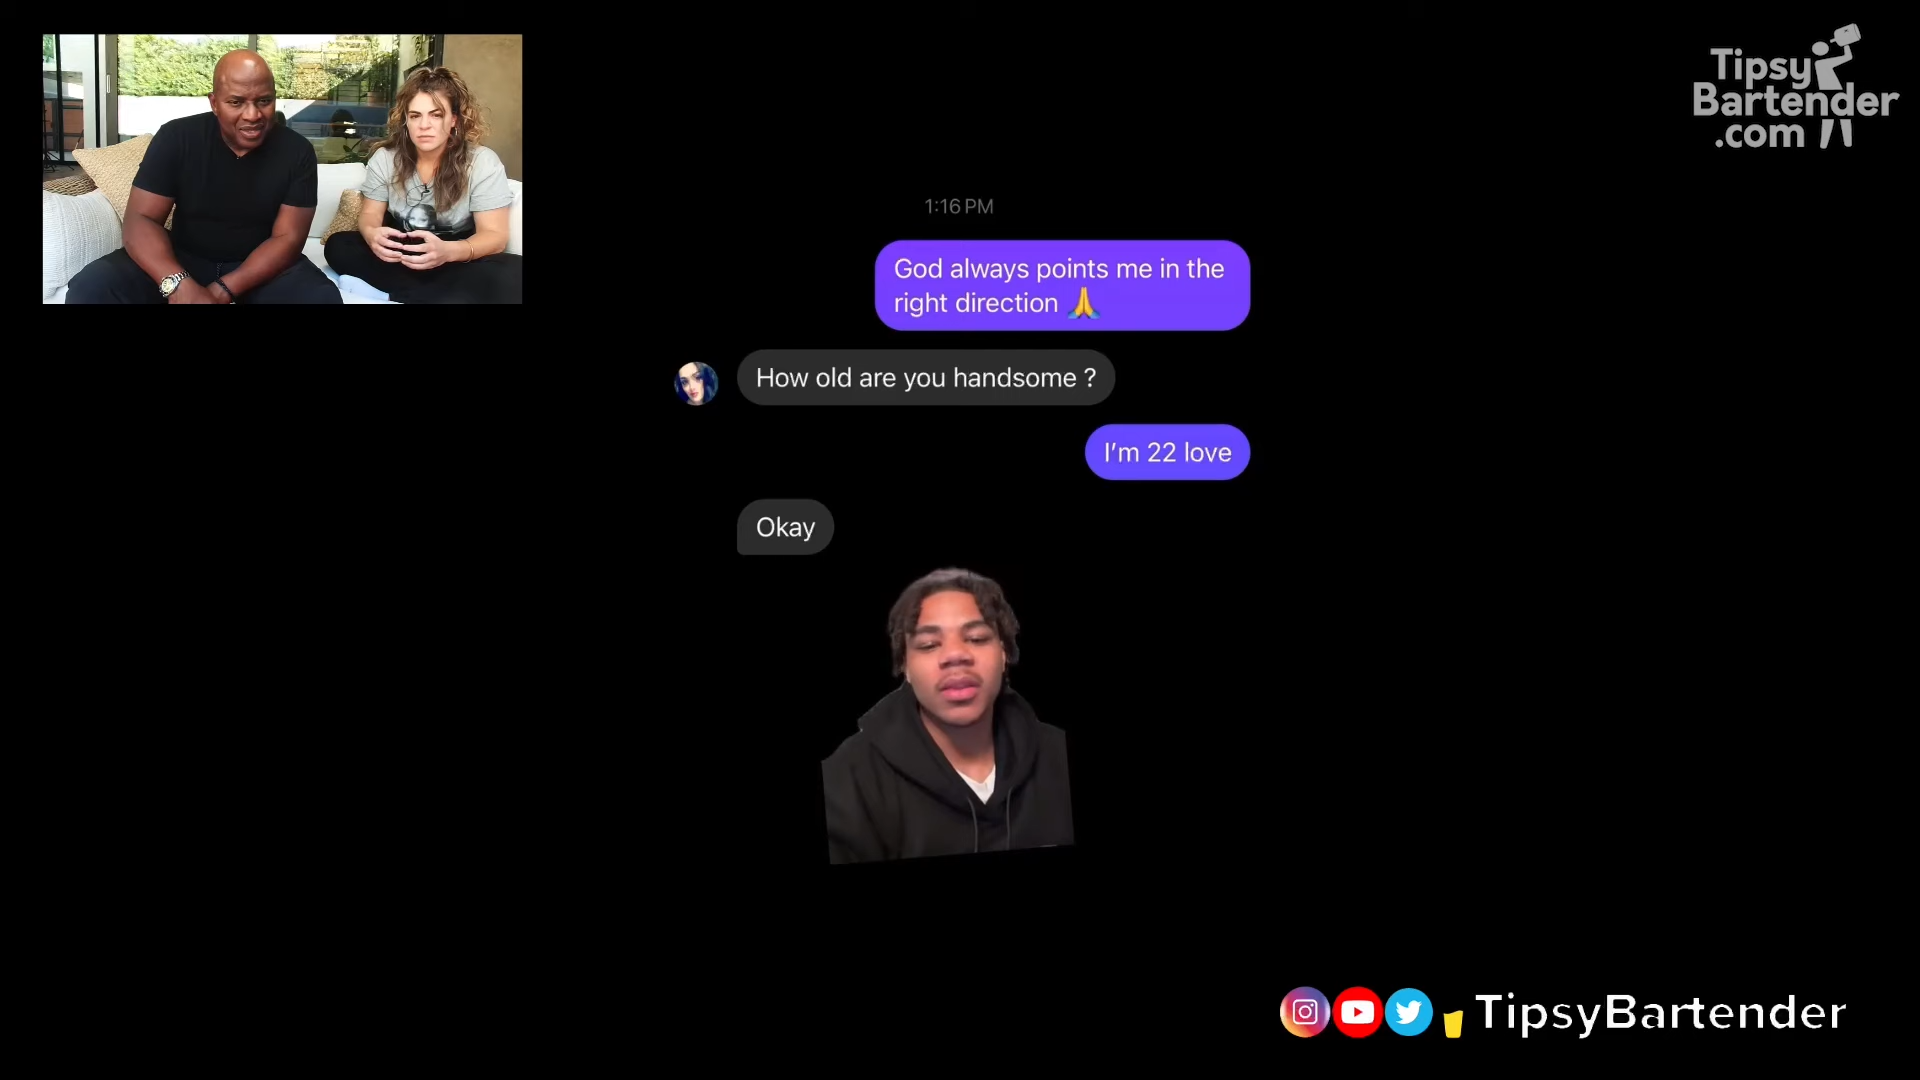 Tipsy
Bartender
.com
1:16 PM
God always points me in the
right direction 🙏
How old are you handsome ?
I'm 22 love
Okay
TipsyBartender